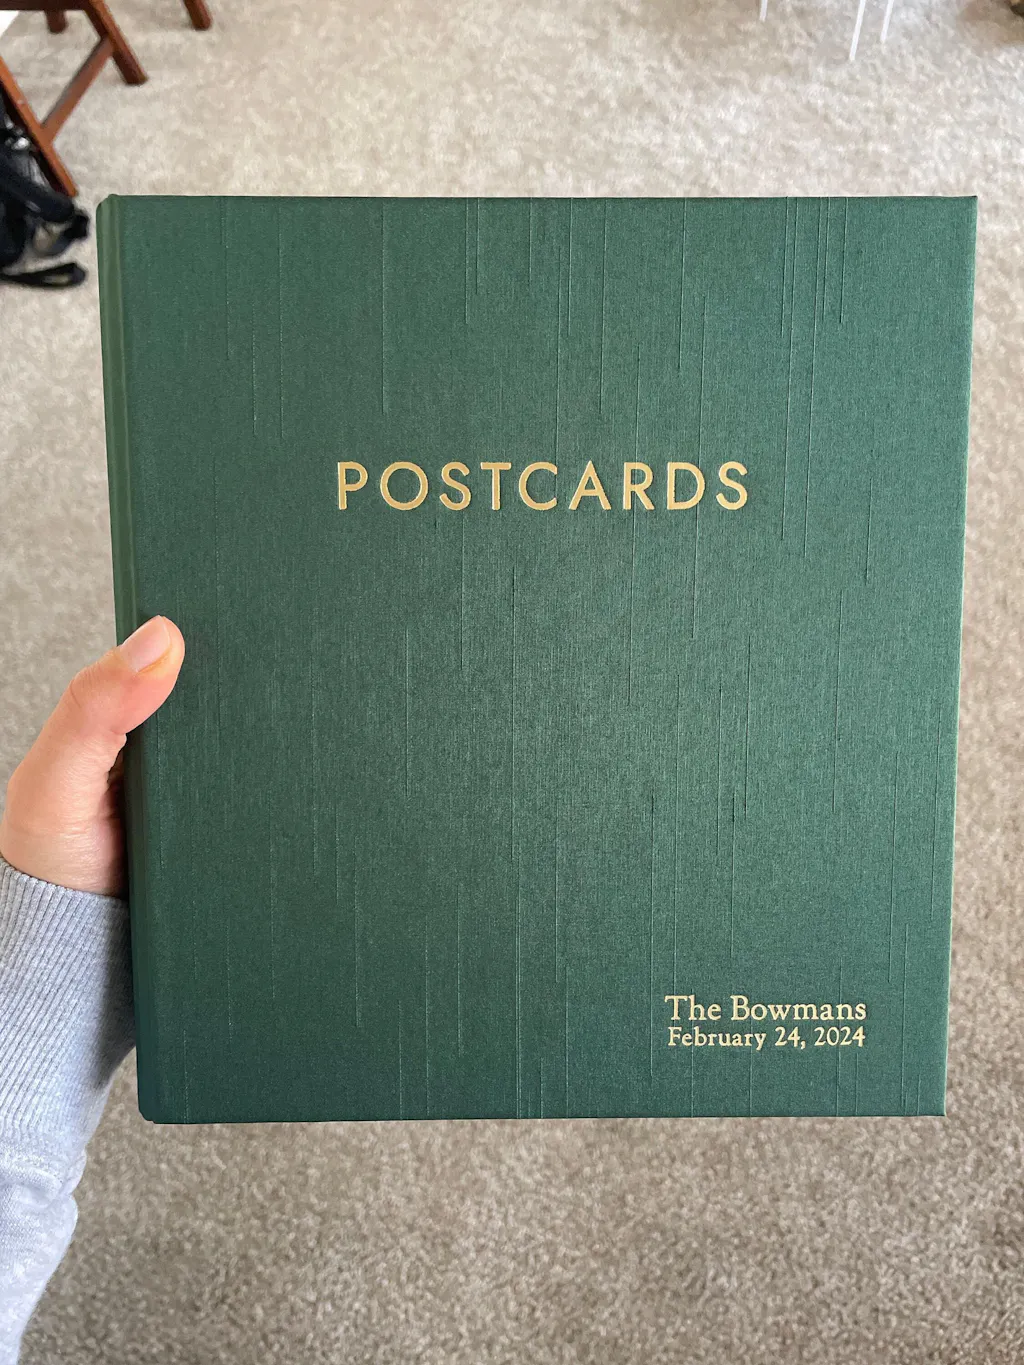 POSTCARDS
The Bowmans
February 24, 2024